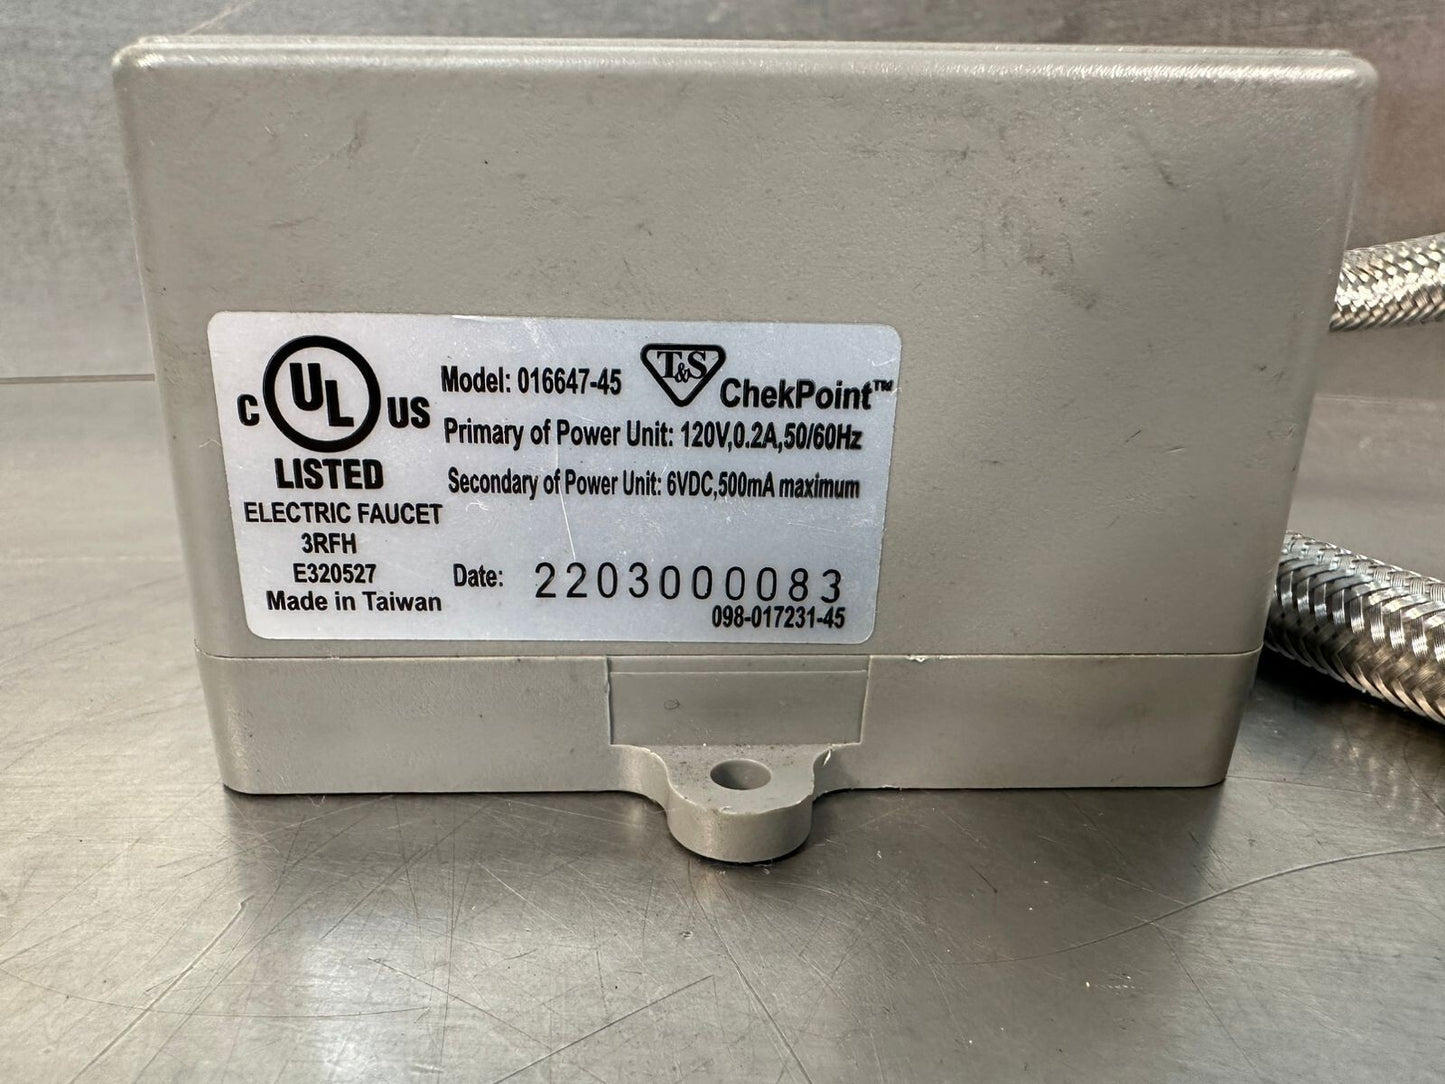 C UL US
LISTED
ELECTRIC FAUCET
3RFH
E320527
Made in Taiwan
Model: 016647-45
T&S
ChekPoint™
Primary of Power Unit: 120V,0.2A,50/60Hz
Secondary of Power Unit: 6VDC,500mA maximum
Date: 2203000083
098-017231-45